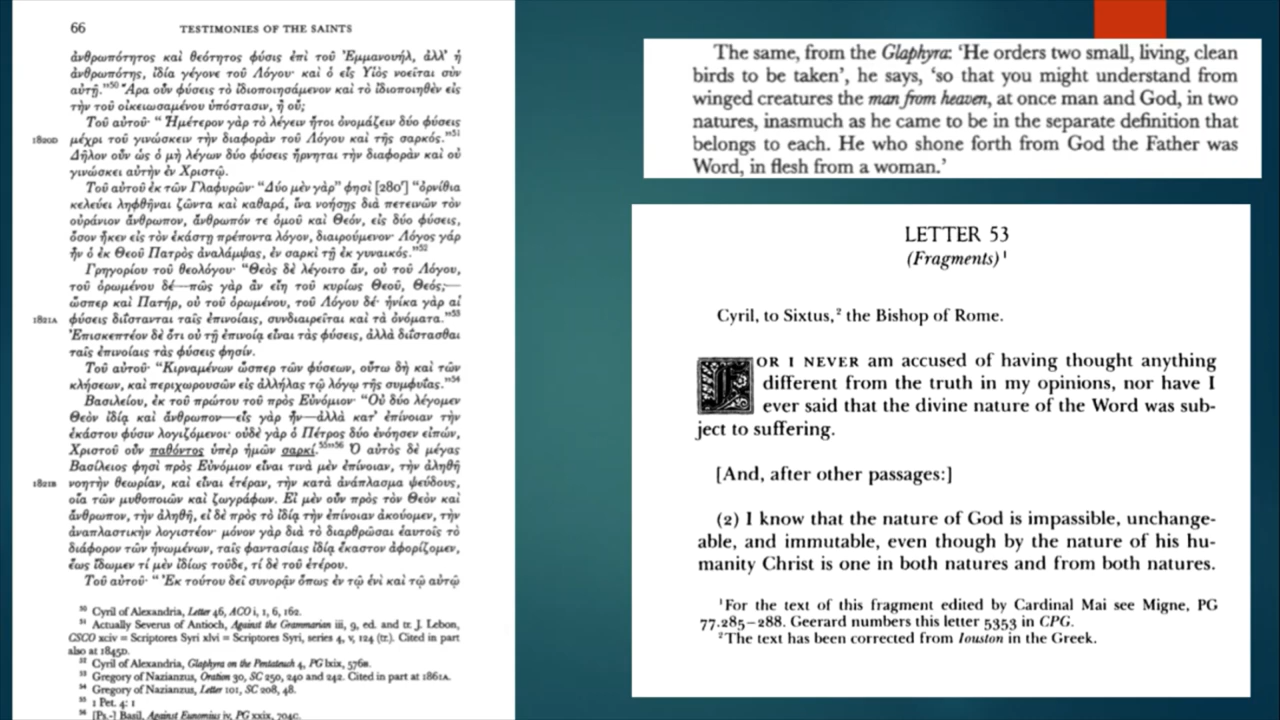 66 TESTIMONIES OF THE SAINTS
ἀνθρωπότητος καὶ θεότητος φύσις ἐπὶ τοῦ Ἐμμανουήλ, ἀλλ' ἡ
ἀνθρωπότης, ἰδία γέγονε τοῦ Λόγου· καὶ ὁ εἷς Υἱὸς νοεῖται σὺν
αὐτῇ."50 Ἆρα οὖν φύσεις τὸ ἰδιοποιησάμενον καὶ τὸ ἰδιοποιηθὲν εἰς
τὴν τοῦ οἰκειωσαμένου ὑπόστασιν, ἢ οὔ;
Τοῦ αὐτοῦ· " Ἡμέτερον γὰρ τὸ λέγειν ἤτοι ὀνομάζειν δύο φύσεις
1820D μέχρι τοῦ γινώσκειν τὴν διαφορὰν τοῦ Λόγου καὶ τῆς σαρκός."51
Δῆλον οὖν ὡς ὁ μὴ λέγων δύο φύσεις ἤρνηται τὴν διαφορὰν καὶ οὐ
γινώσκει αὐτὴν ἐν Χριστῷ.
Τοῦ αὐτοῦ ἐκ τῶν Γλαφυρῶν· "Δύο μὲν γὰρ" φησὶ [280r] "ὀρνίθια
κελεύει ληφθῆναι ζῶντα καὶ καθαρά, ἵνα νοήσῃς διὰ πετεινῶν τὸν
οὐράνιον ἄνθρωπον, ἄνθρωπόν τε ὁμοῦ καὶ Θεόν, εἰς δύο φύσεις,
ὅσον ἧκεν εἰς τὸν ἑκάστῃ πρέποντα λόγον, διαιρούμενον· Λόγος γὰρ
ἦν ὁ ἐκ Θεοῦ Πατρὸς ἀναλάμψας, ἐν σαρκὶ τῇ ἐκ γυναικός."52
Γρηγορίου τοῦ θεολόγου· "Θεὸς δὲ λέγοιτο ἄν, οὐ τοῦ Λόγου,
τοῦ ὁρωμένου δέ—πῶς γὰρ ἂν εἴη τοῦ κυρίως Θεοῦ, Θεός;—
ὥσπερ καὶ Πατήρ, οὐ τοῦ ὁρωμένου, τοῦ Λόγου δέ· ἡνίκα γὰρ αἱ
1821A φύσεις διΐστανται ταῖς ἐπινοίαις, συνδιαιρεῖται καὶ τὰ ὀνόματα."53
Ἐπισκεπτέον δὲ ὅτι οὐ τῇ ἐπινοίᾳ εἶναι τὰς φύσεις, ἀλλὰ διΐστασθαι
ταῖς ἐπινοίαις τὰς φύσεις φησίν.
Τοῦ αὐτοῦ· "Κιρναμένων ὥσπερ τῶν φύσεων, οὕτω δὴ καὶ τῶν
κλήσεων, καὶ περιχωρουσῶν εἰς ἀλλήλας τῷ λόγῳ τῆς συμφυΐας."54
Βασιλείου, ἐκ τοῦ πρώτου τοῦ πρὸς Εὐνόμιον· "Οὐ δύο λέγομεν
Θεὸν ἰδίᾳ καὶ ἄνθρωπον—εἷς γὰρ ἦν—ἀλλὰ κατ' ἐπίνοιαν τὴν
ἑκάστου φύσιν λογιζόμενοι· οὐδὲ γὰρ ὁ Πέτρος δύο ἐνόησεν εἰπών,
Χριστοῦ οὖν παθόντος ὑπὲρ ἡμῶν σαρκί."55"56 Ὁ αὐτὸς δὲ μέγας
Βασίλειος φησὶ πρὸς Εὐνόμιον εἶναι τινὰ μὲν ἐπίνοιαν, τὴν ἀληθῆ
1821B νοητὴν θεωρίαν, καὶ εἶναι ἑτέραν, τὴν κατὰ ἀνάπλασμα ψεύδους,
οἷα τῶν μυθοποιῶν καὶ ζωγράφων. Εἰ μὲν οὖν πρὸς τὸν Θεὸν καὶ
ἄνθρωπον, τὴν ἀληθῆ, εἰ δὲ πρὸς τὸ ἰδίᾳ τὴν ἐπίνοιαν ἀκούομεν, τὴν
ἀναπλαστικὴν λογιστέον· μόνον γὰρ διὰ τὸ διαρθρῶσαι ἑαυτοῖς τὸ
διάφορον τῶν ἡνωμένων, ταῖς φαντασίαις ἰδίᾳ ἕκαστον ἀφορίζομεν,
ἕως ἴδωμεν τί μὲν ἰδίως τοῦδε, τί δὲ τοῦ ἑτέρου.
Τοῦ αὐτοῦ· " Ἐκ τούτου δεῖ συνορᾶν ὅπως ἐν τῷ ἑνὶ καὶ τῷ αὐτῷ
50 Cyril of Alexandria, Letter 46, ACO i, 1, 6, 162.
51 Actually Severus of Antioch, Against the Grammarian iii, 9, ed. and tr. J. Lebon,
CSCO xciv = Scriptores Syri xlvi = Scriptores Syri, series 4, v, 124 (tr.). Cited in part
also at 1845D.
52 Cyril of Alexandria, Glaphyra on the Pentateuch 4, PG lxix, 576B.
53 Gregory of Nazianzus, Oration 30, SC 250, 240 and 242. Cited in part at 1861A.
54 Gregory of Nazianzus, Letter 101, SC 208, 48.
55 1 Pet. 4: 1
56 [Ps.-] Basil, Against Eunomius iv, PG xxix, 704C.
The same, from the Glaphyra: 'He orders two small, living, clean
birds to be taken', he says, 'so that you might understand from
winged creatures the man from heaven, at once man and God, in two
natures, inasmuch as he came to be in the separate definition that
belongs to each. He who shone forth from God the Father was
Word, in flesh from a woman.'
LETTER 53
(Fragments)1
Cyril, to Sixtus,2 the Bishop of Rome.
FOR I NEVER am accused of having thought anything
different from the truth in my opinions, nor have I
ever said that the divine nature of the Word was sub-
ject to suffering.
[And, after other passages:]
(2) I know that the nature of God is impassible, unchange-
able, and immutable, even though by the nature of his hu-
manity Christ is one in both natures and from both natures.
1For the text of this fragment edited by Cardinal Mai see Migne, PG
77.285–288. Geerard numbers this letter 5353 in CPG.
2The text has been corrected from Iouston in the Greek.